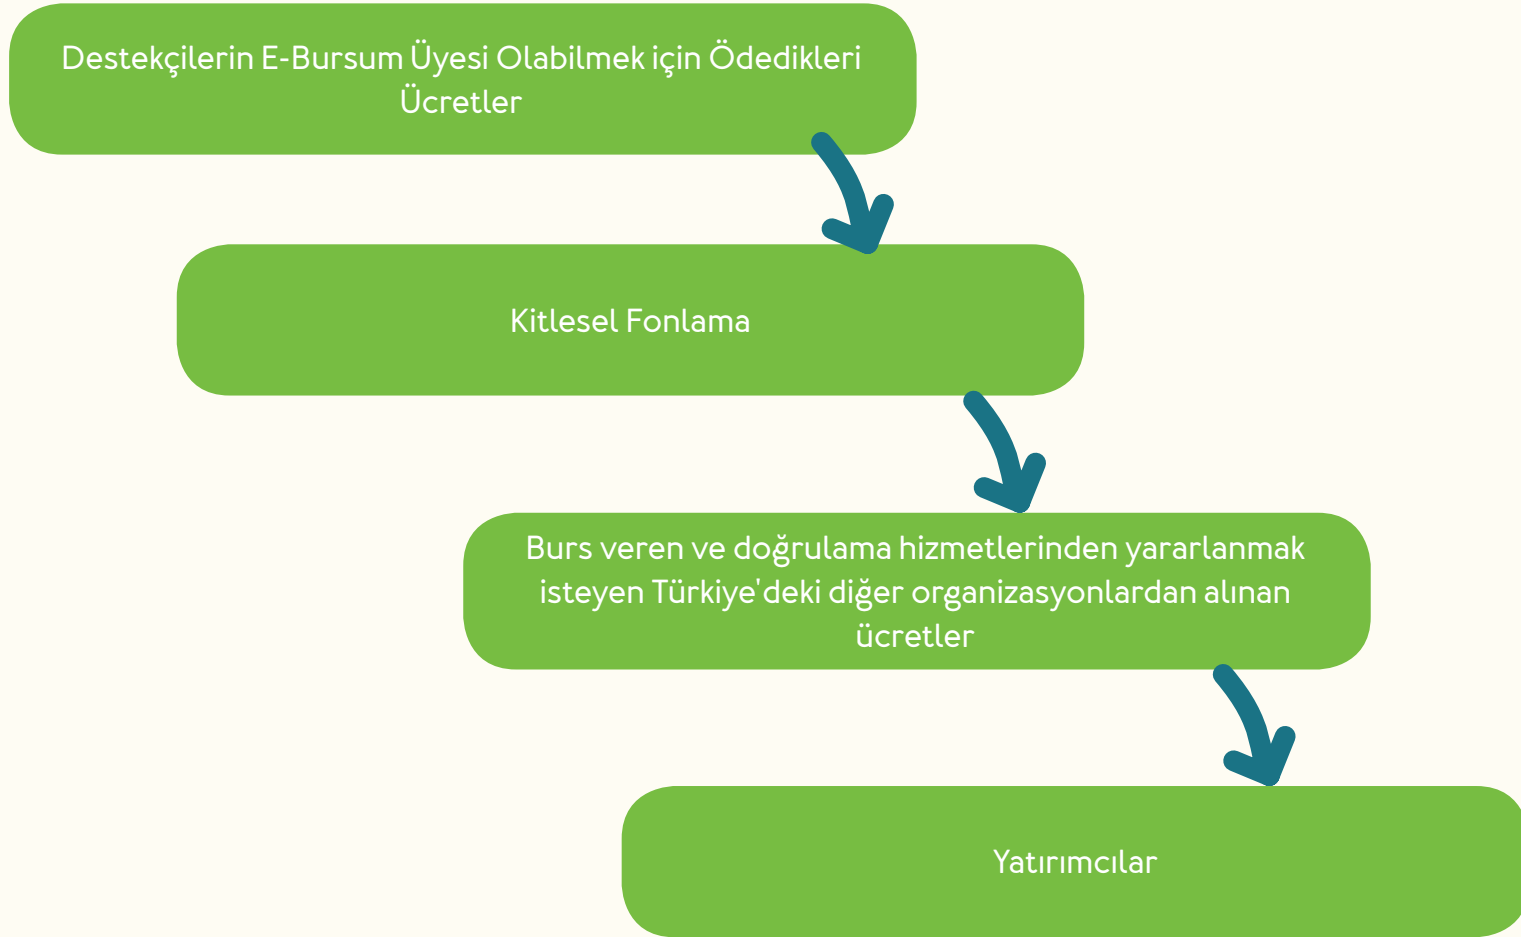 Destekçilerin E-Bursum Üyesi Olabilmek için Ödedikleri
Ücretler
Kitlesel Fonlama
Burs veren ve doğrulama hizmetlerinden yararlanmak
isteyen Türkiye'deki diğer organizasyonlardan alınan
ücretler
Yatırımcılar